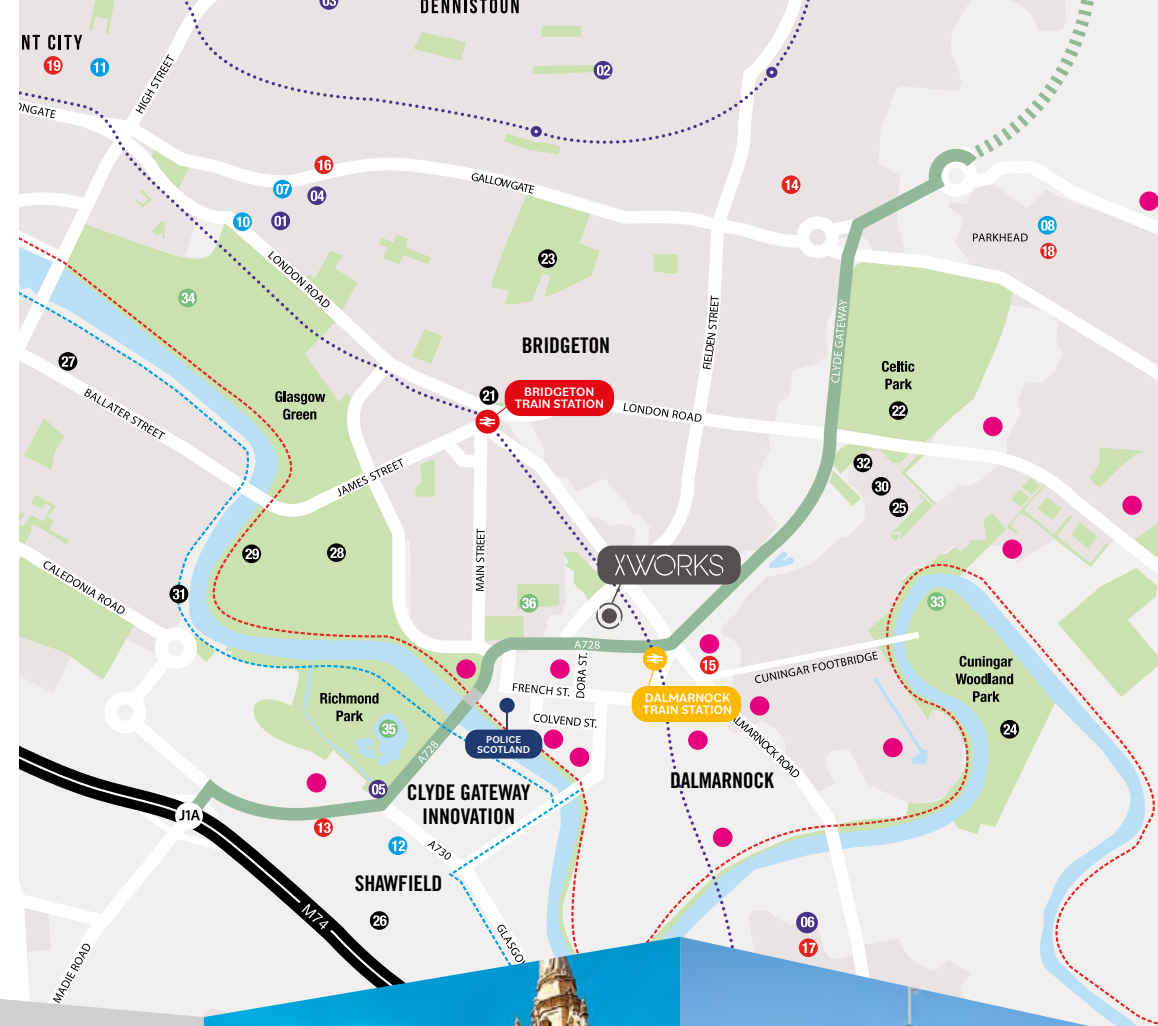 03
DENNISTOUN
NT CITY
19
11
02
HIGH STREET
ONGATE
16
07
04
10
01
GALLOWGATE
14
08
PARKHEAD
18
LONDON ROAD
23
34
FIELDEN STREET
CLYDE GATEWAY
BRIDGETON
27
BALLATER STREET
Glasgow
Green
21
BRIDGETON
TRAIN STATION
LONDON ROAD
Celtic
Park
22
JAMES STREET
32
30
25
MAIN STREET
29
28
XWORKS
CALEDONIA ROAD
31
36
33
A728
15
CUNINGAR FOOTBRIDGE
Cuningar
Woodland
Park
24
FRENCH ST.
DORA ST.
DALMARNOCK
TRAIN STATION
Richmond
Park
35
COLVEND ST.
POLICE
SCOTLAND
ALMARNOCK ROAD
A728
05
CLYDE GATEWAY
INNOVATION
DALMARNOCK
J1A
13
12
A730
SHAWFIELD
M74
26
GLASGO
06
17
MADIE ROAD